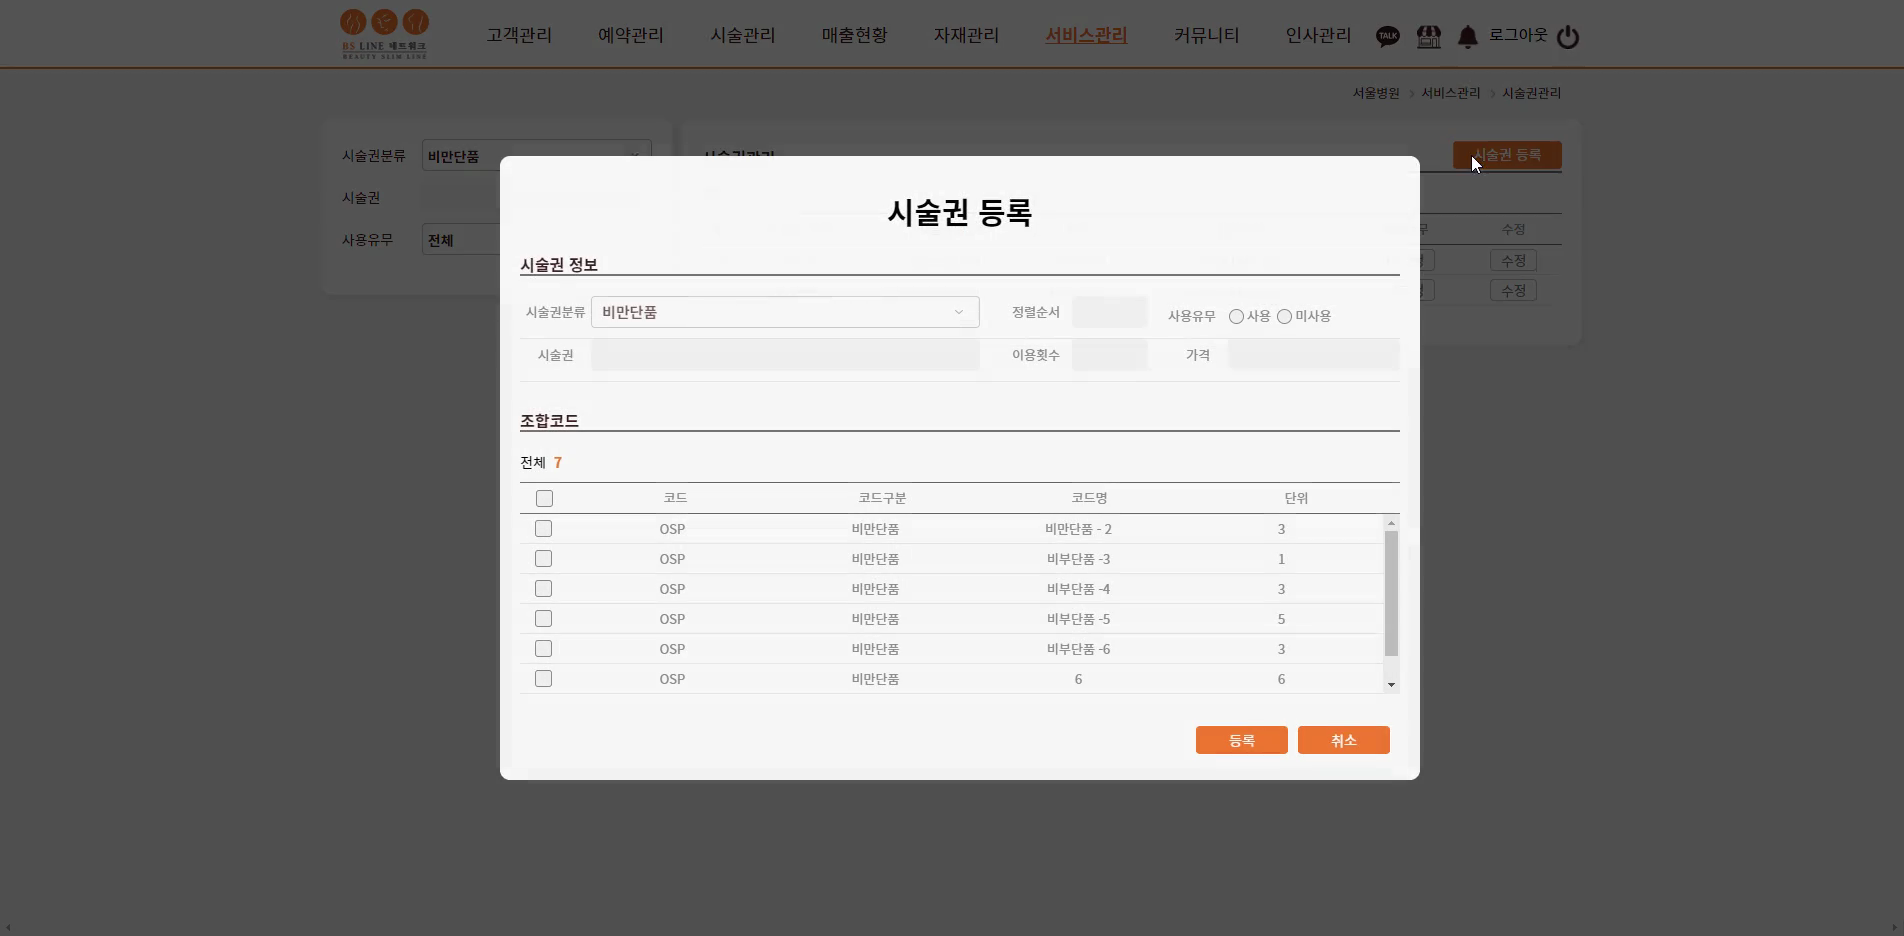 BS LINE 네트워크
BEAUTY SLIM LINE
고객관리 예약관리 시술관리 매출현황 자재관리 서비스관리 커뮤니티 인사관리 TALK 로그아웃
서울병원 > 서비스관리 > 시술권관리
시술권분류 비만단품
시술권관리
시술권 등록
시술권
사용유무 전체
수정
수정
수정
시술권 등록
시술권 정보
시술권분류 비만단품 정렬순서 사용유무 사용 미사용
시술권 이용횟수 가격
조합코드
전체 7
코드 코드구분 코드명 단위
OSP 비만단품 비만단품 - 2 3
OSP 비만단품 비부단품 -3 1
OSP 비만단품 비부단품 -4 3
OSP 비만단품 비부단품 -5 5
OSP 비만단품 비부단품 -6 3
OSP 비만단품 6 6
등록 취소